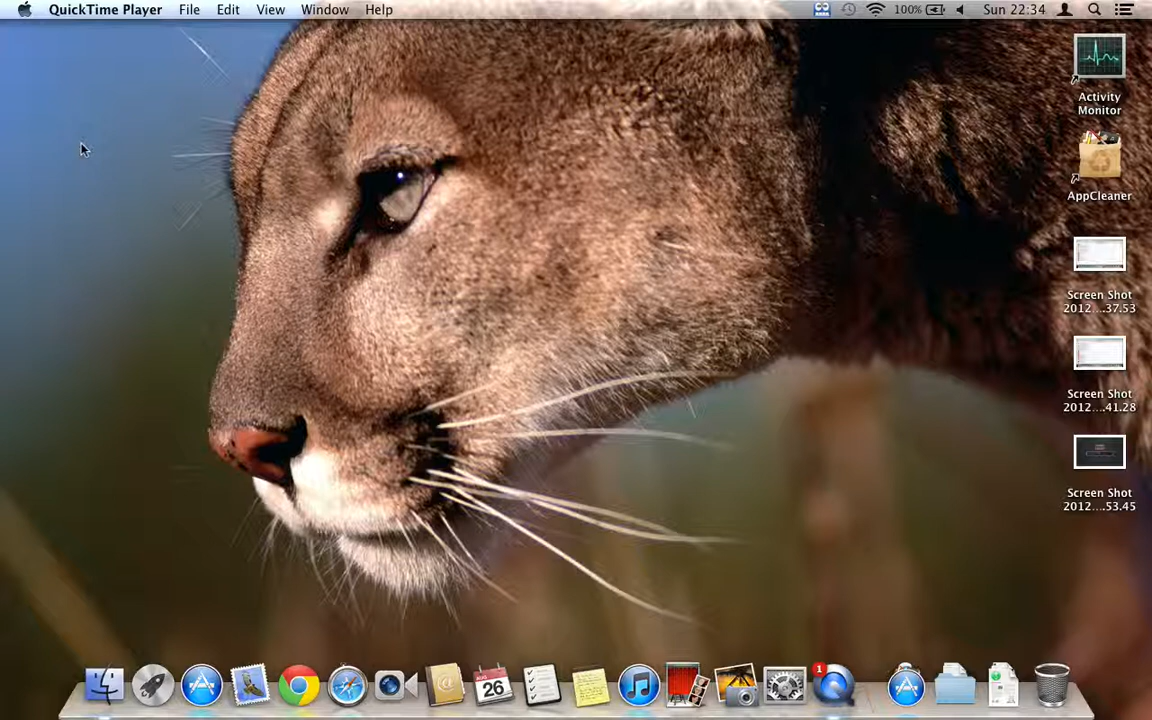 QuickTime Player File Edit View Window Help 100% Sun 22:34
Activity
Monitor
AppCleaner
Screen Shot
2012....37.53
Screen Shot
2012....41.28
Screen Shot
2012....53.45
AUG
26
1